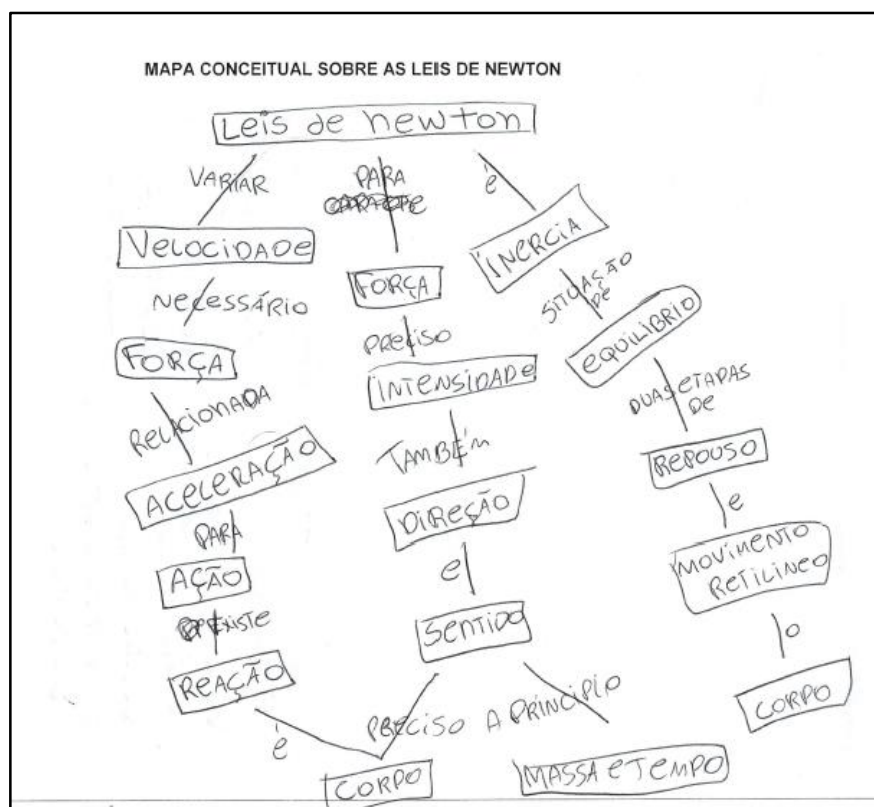 MAPA CONCEITUAL SOBRE AS LEIS DE NEWTON
Leis de newton
VARIAR
PARA
é
VELOCIDADE
INÉRCIA
NECESSÁRIO
FORÇA
SITUAÇÃO
DE
FORÇA
PRECISO
EQUILIBRIO
INTENSIDADE
RELACIONADA
DUAS ETAPAS
DE
TAMBÉM
REPOUSO
ACELERAÇÃO
DIREÇÃO
e
PARA
AÇÃO
e
MOVIMENTO
RETILINEO
EXISTE
SENTIDO
o
REAÇÃO
CORPO
é
PRECISO A PRINCIPIO
CORPO
MASSA e TEMPO